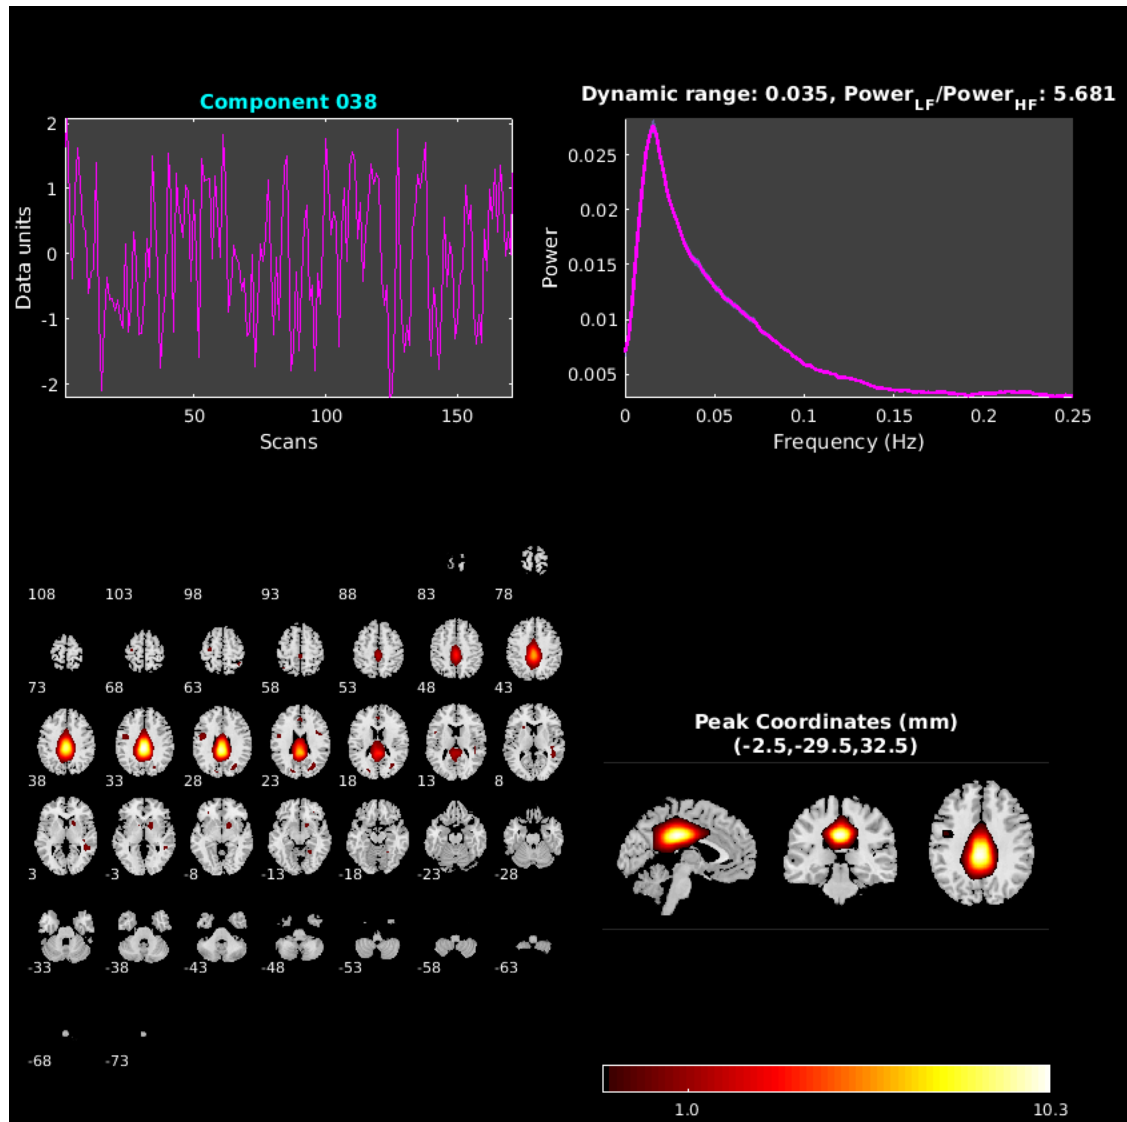 Component 038
Data units
2
1
0
-1
-2
50
100
150
Scans
Dynamic range: 0.035, Power_LF/Power_HF: 5.681
Power
0.025
0.02
0.015
0.01
0.005
0
0.05
0.1
0.15
0.2
0.25
Frequency (Hz)
108 103 98 93 88 83 78
73 68 63 58 53 48 43
38 33 28 23 18 13 8
3 -3 -8 -13 -18 -23 -28
-33 -38 -43 -48 -53 -58 -63
-68 -73
Peak Coordinates (mm)
(-2.5,-29.5,32.5)
1.0 10.3